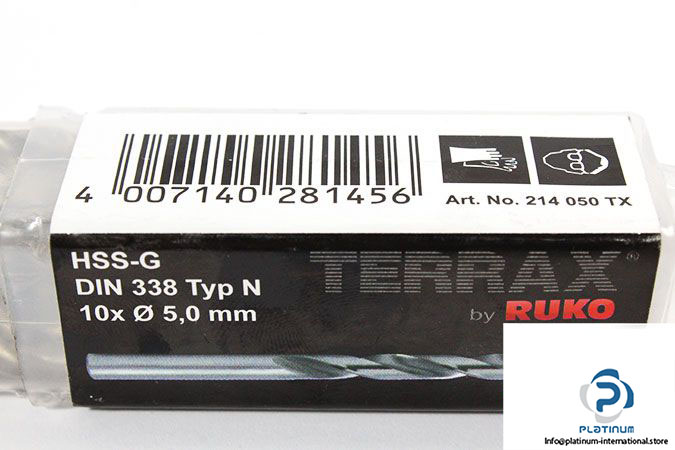 4 007140 281456
Art. No. 214 050 TX
HSS-G
DIN 338 Typ N
10x Ø 5,0 mm
TERRAX®
by RUKO
PLATINUM
Info@platinum-international.store